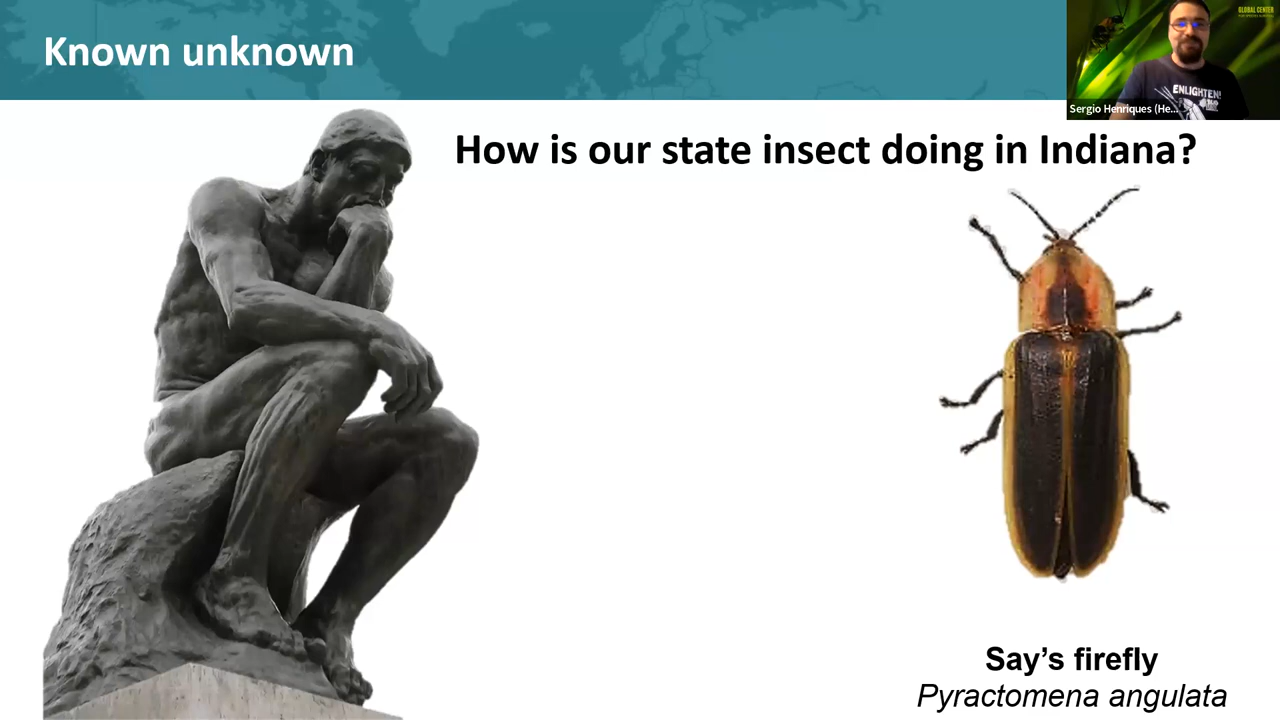 Known unknown
GLOBAL CENTER
ENLIGHTEN!
Sergio Henriques (He...
How is our state insect doing in Indiana?
Say's firefly
Pyractomena angulata